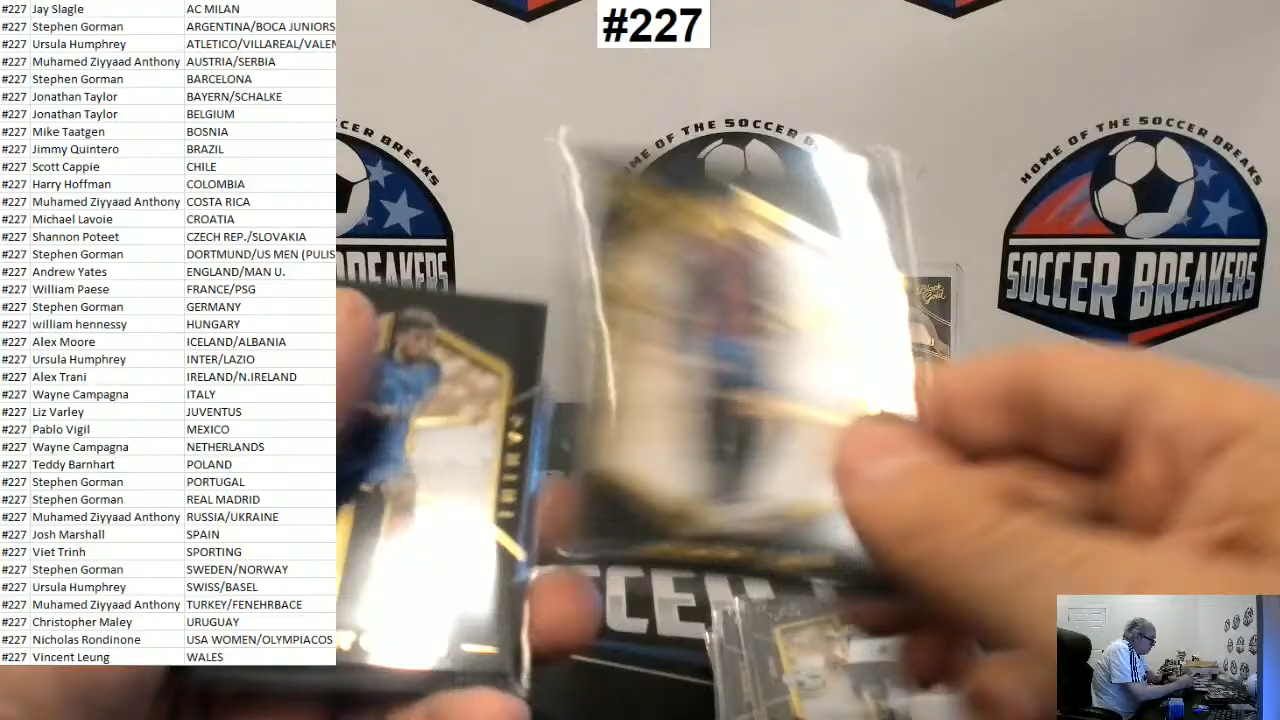 #227
#227 Jay Slagle AC MILAN
#227 Stephen Gorman ARGENTINA/BOCA JUNIORS
#227 Ursula Humphrey ATLETICO/VILLAREAL/VALEN
#227 Muhamed Ziyyaad Anthony AUSTRIA/SERBIA
#227 Stephen Gorman BARCELONA
#227 Jonathan Taylor BAYERN/SCHALKE
#227 Jonathan Taylor BELGIUM
#227 Mike Taatgen BOSNIA
#227 Jimmy Quintero BRAZIL
#227 Scott Cappie CHILE
#227 Harry Hoffman COLOMBIA
#227 Muhamed Ziyyaad Anthony COSTA RICA
#227 Michael Lavoie CROATIA
#227 Shannon Poteet CZECH REP./SLOVAKIA
#227 Stephen Gorman DORTMUND/US MEN (PULIS
#227 Andrew Yates ENGLAND/MAN U.
#227 William Paese FRANCE/PSG
#227 Stephen Gorman GERMANY
#227 william hennessy HUNGARY
#227 Alex Moore ICELAND/ALBANIA
#227 Ursula Humphrey INTER/LAZIO
#227 Alex Trani IRELAND/N.IRELAND
#227 Wayne Campagna ITALY
#227 Liz Varley JUVENTUS
#227 Pablo Vigil MEXICO
#227 Wayne Campagna NETHERLANDS
#227 Teddy Barnhart POLAND
#227 Stephen Gorman PORTUGAL
#227 Stephen Gorman REAL MADRID
#227 Muhamed Ziyyaad Anthony RUSSIA/UKRAINE
#227 Josh Marshall SPAIN
#227 Viet Trinh SPORTING
#227 Stephen Gorman SWEDEN/NORWAY
#227 Ursula Humphrey SWISS/BASEL
#227 Muhamed Ziyyaad Anthony TURKEY/FENEHRBACE
#227 Christopher Maley URUGUAY
#227 Nicholas Rondinone USA WOMEN/OLYMPIACOS
#227 Vincent Leung WALES
CER BREAKS
BREAKERS
HOME OF THE SOCCER B
HOME OF THE SOCCER BREAKS
SOCCER BREAKERS
Black Gold